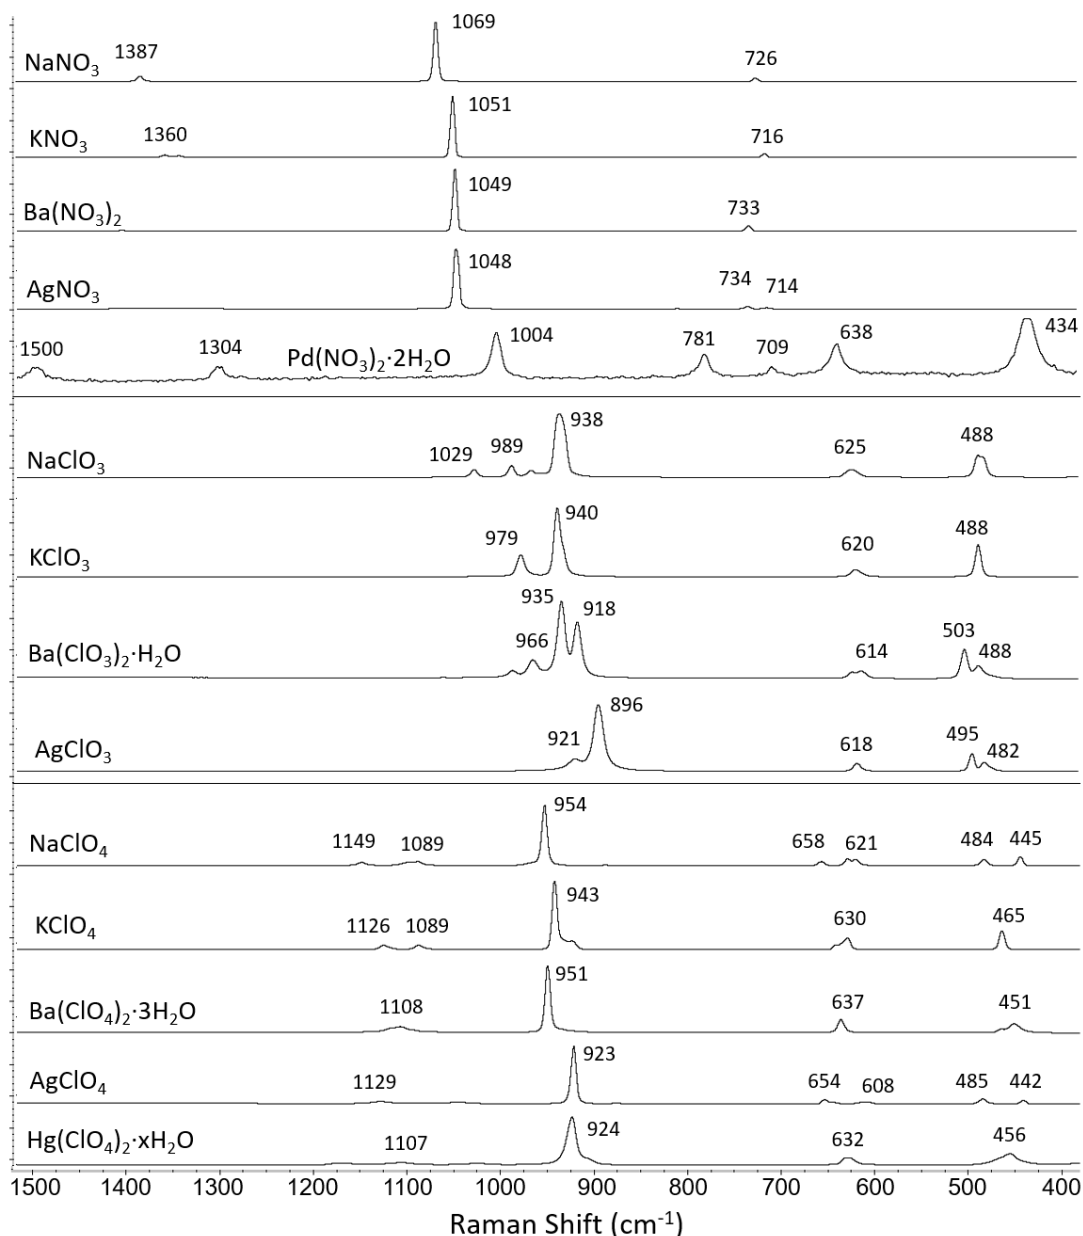 NaNO₃ 1387 1069 726
KNO₃ 1360 1051 716
Ba(NO₃)₂ 1049 733
AgNO₃ 1048 734 714
1500 1304 Pd(NO₃)₂·2H₂O 1004 781 709 638 434
NaClO₃ 1029 989 938 625 488
KClO₃ 979 940 620 488
Ba(ClO₃)₂·H₂O 966 935 918 614 503 488
AgClO₃ 921 896 618 495 482
NaClO₄ 1149 1089 954 658 621 484 445
KClO₄ 1126 1089 943 630 465
Ba(ClO₄)₂·3H₂O 1108 951 637 451
AgClO₄ 1129 923 654 608 485 442
Hg(ClO₄)₂·xH₂O 1107 924 632 456
1500 1400 1300 1200 1100 1000 900 800 700 600 500 400
Raman Shift (cm⁻¹)